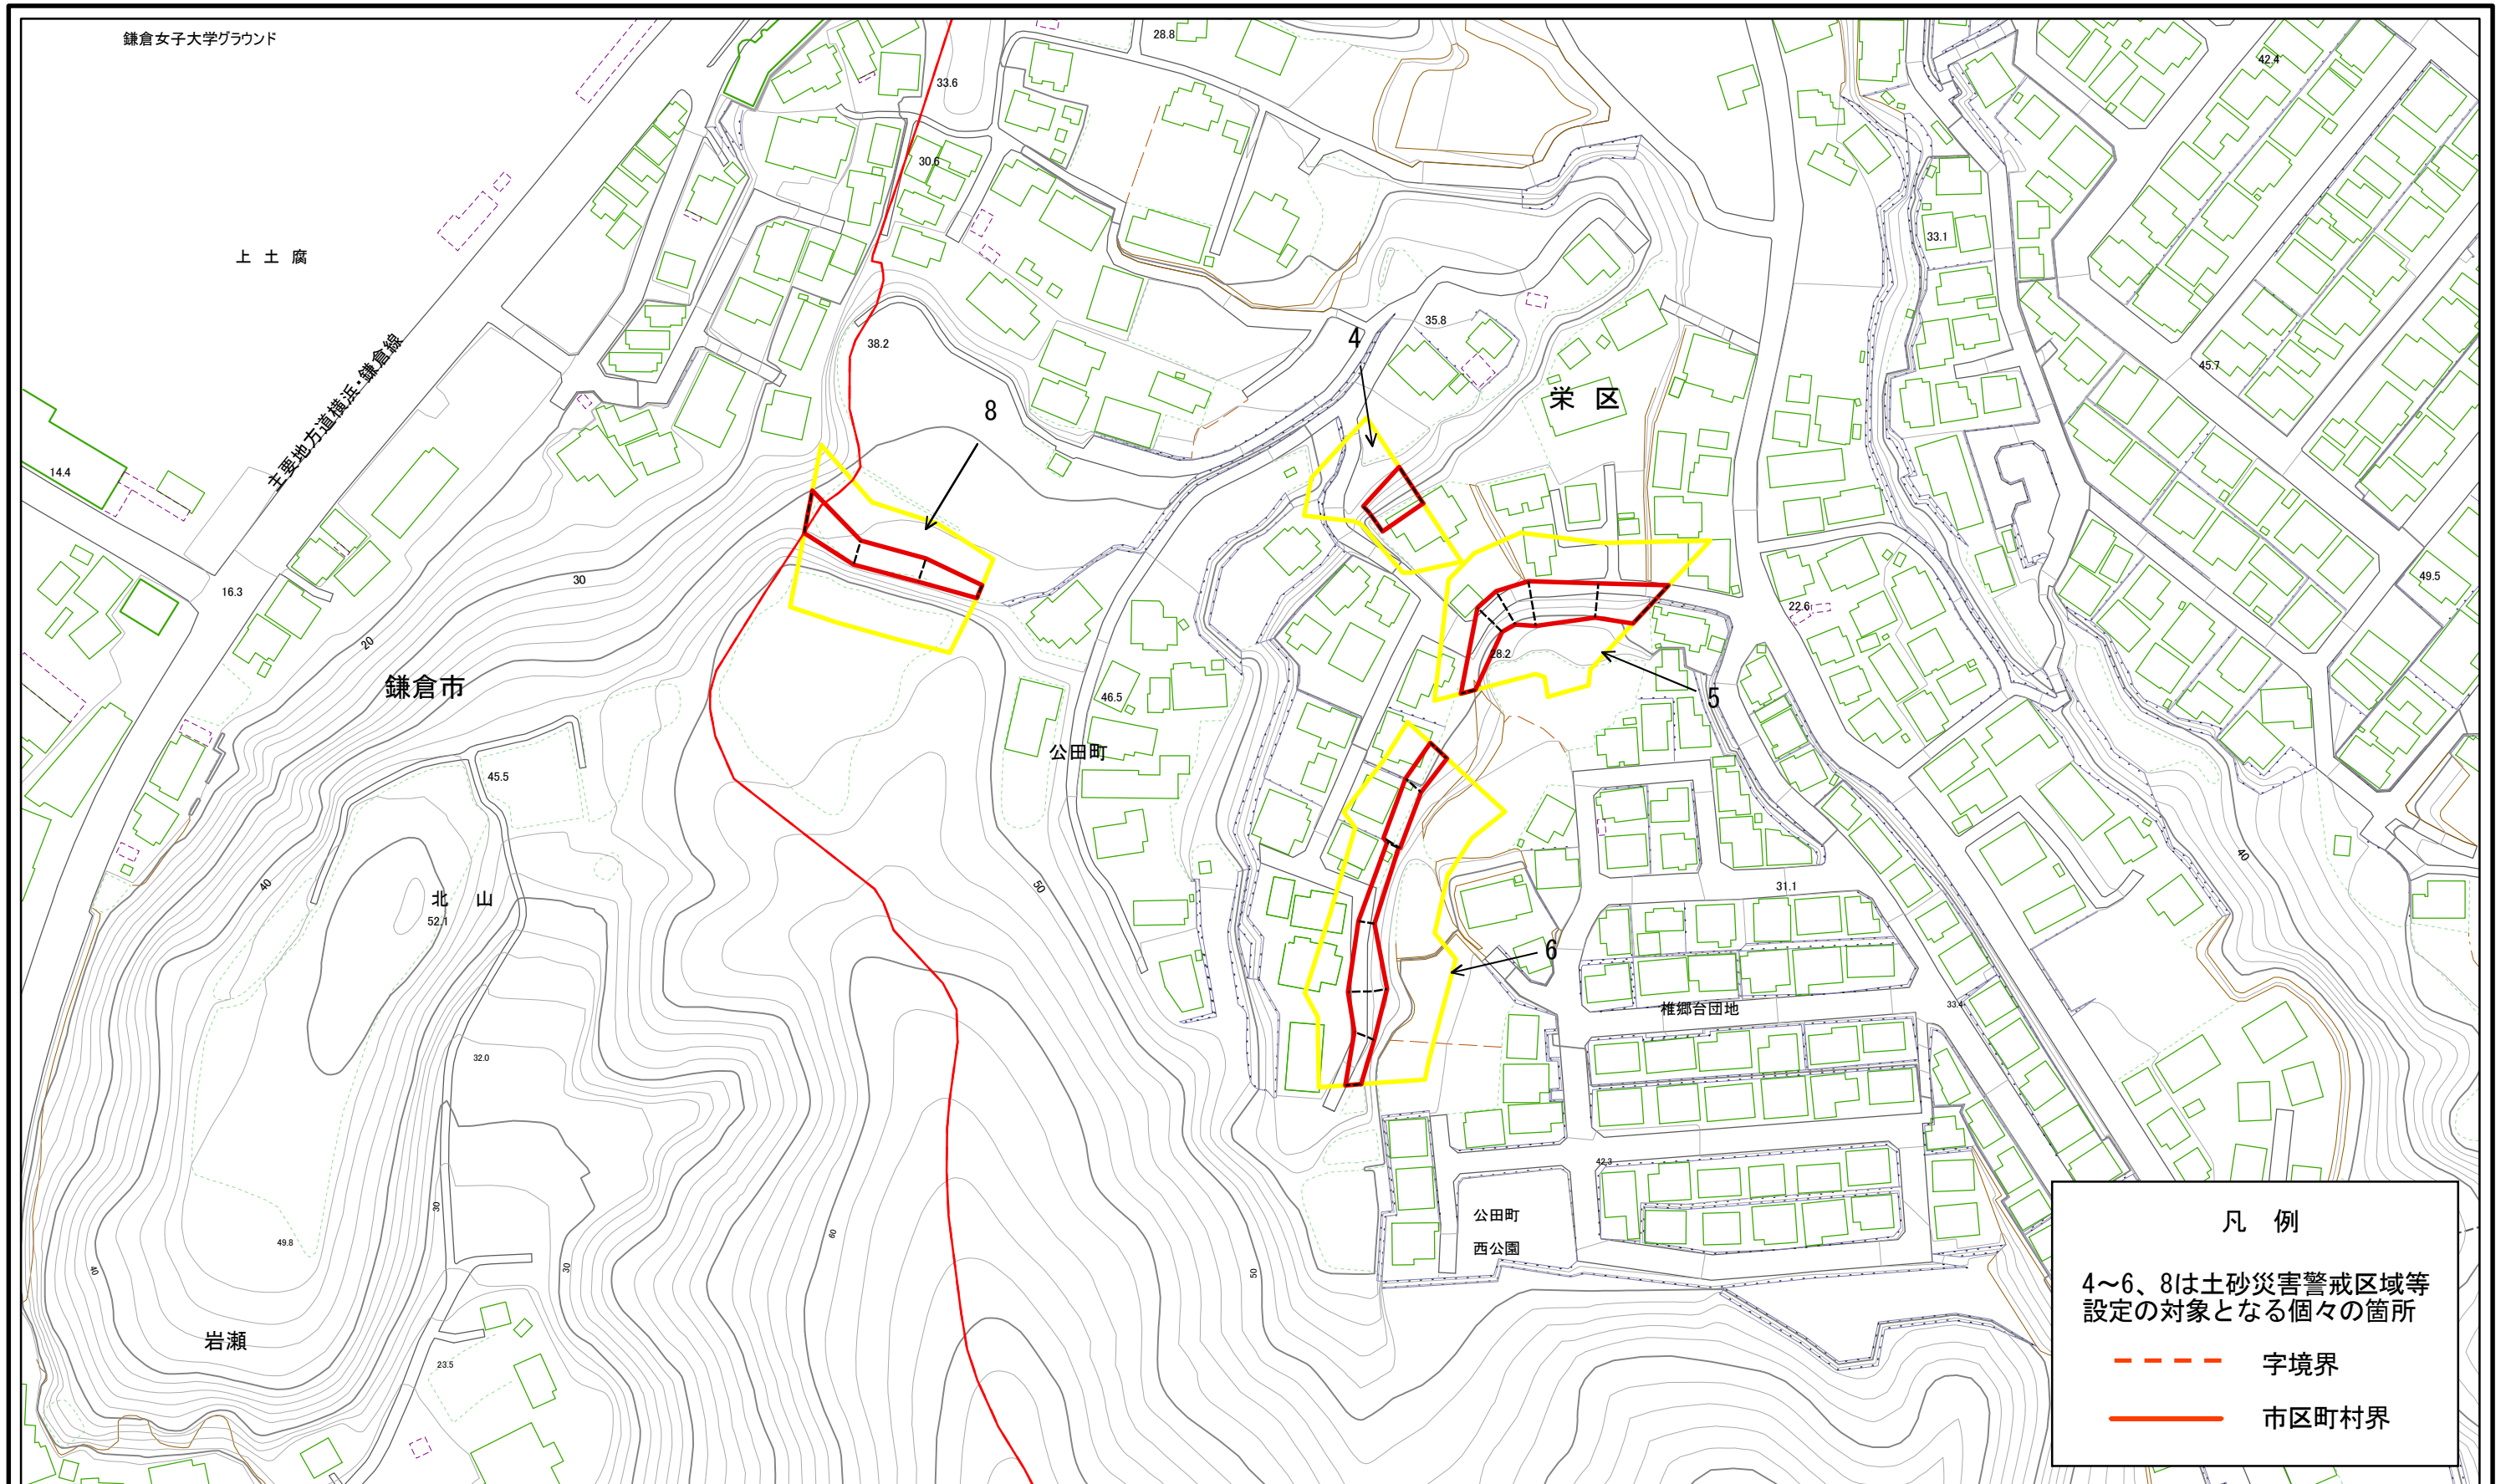 鎌倉女子大学グラウンド
28.8
42.4
33.6
30.6
上土腐
33.1
主要地方道横浜・鎌倉線
35.8
4
38.2
45.7
栄区
8
14.4
30
49.5
16.3
22.6
20
28.2
鎌倉市
46.5
5
公田町
45.5
40
40
50
31.1
北山
52.1
6
33.4
椎郷台団地
32.0
42.3
30
公田町
西公園
60
49.8
40
30
50
岩瀬
23.5
凡例
4~6、8は土砂災害警戒区域等
設定の対象となる個々の箇所
字境界
市区町村界